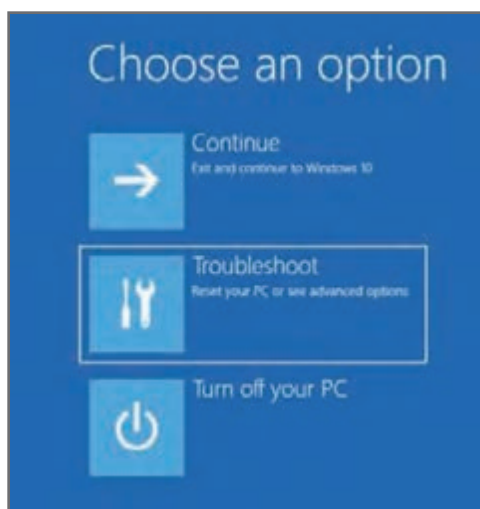 Choose an option
Continue
Exit and continue to Windows 10
Troubleshoot
Reset your PC or see advanced options
Turn off your PC